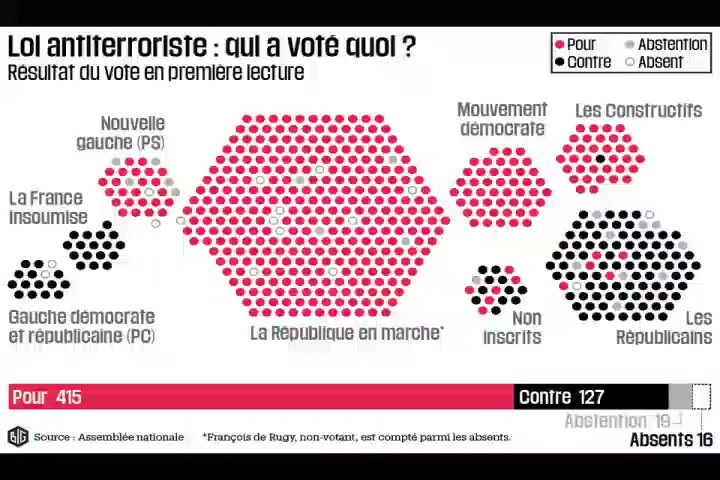 Loi antiterroriste : qui a voté quoi ?
Résultat du vote en première lecture
Pour
Abstention
Contre
Absent
Nouvelle
gauche (PS)
Mouvement
démocrate
Les Constructifs
La France
insoumise
Gauche démocrate
et républicaine (PC)
La République en marche*
Non
inscrits
Les
Républicains
Pour 415
Contre 127
Abstention 19
Absents 16
BIG
Source : Assemblée nationale
*François de Rugy, non-votant, est compté parmi les absents.